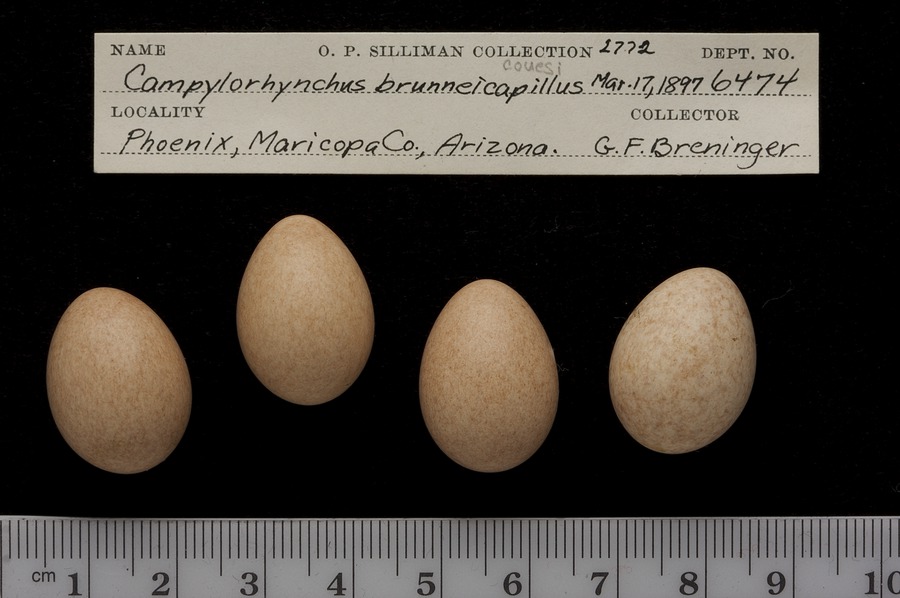 NAME O. P. SILLIMAN COLLECTION 2772 DEPT. NO.
couesi
Campylorhynchus brunneicapillus Mar. 17, 1897 6474
LOCALITY COLLECTOR
Phoenix, Maricopa Co., Arizona. G. F. Breninger
cm 1 2 3 4 5 6 7 8 9 10